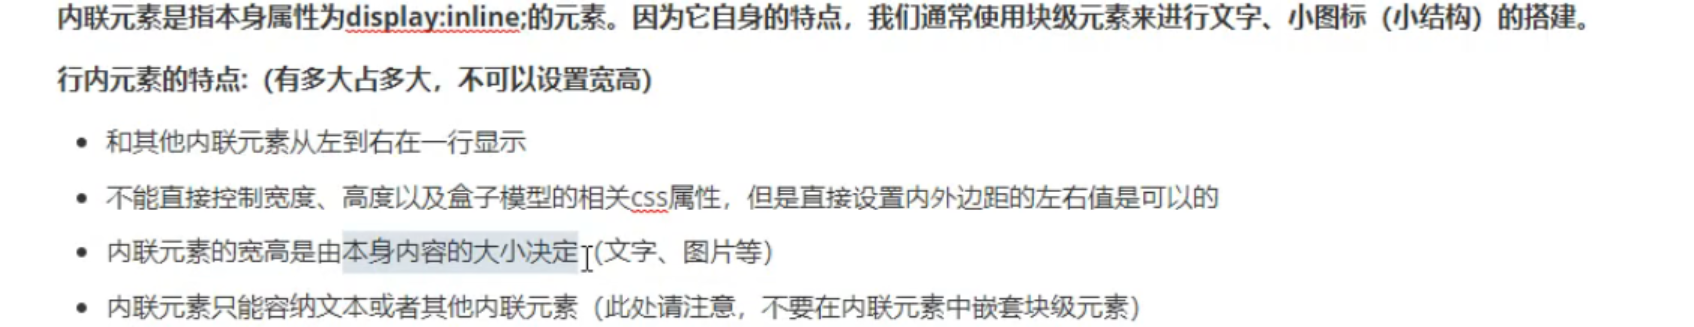 内联元素是指本身属性为display:inline;的元素。因为它自身的特点，我们通常使用块级元素来进行文字、小图标（小结构）的搭建。
行内元素的特点:（有多大占多大，不可以设置宽高）
• 和其他内联元素从左到右在一行显示
• 不能直接控制宽度、高度以及盒子模型的相关css属性，但是直接设置内外边距的左右值是可以的
• 内联元素的宽高是由本身内容的大小决定（文字、图片等）
• 内联元素只能容纳文本或者其他内联元素（此处请注意，不要在内联元素中嵌套块级元素）